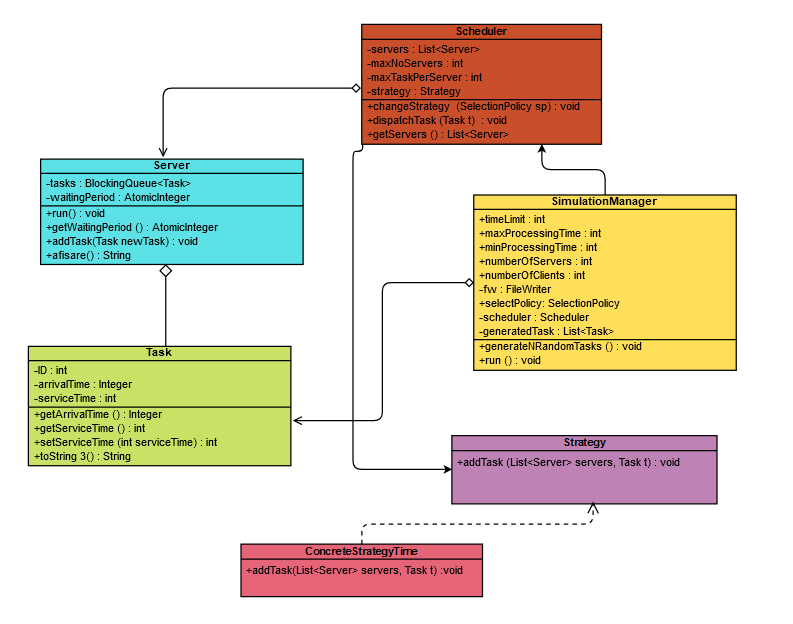 Scheduler
-servers : List<Server>
-maxNoServers : int
-maxTaskPerServer : int
-strategy : Strategy
+changeStrategy (SelectionPolicy sp) : void
+dispatchTask (Task t) : void
+getServers () : List<Server>
Server
-tasks : BlockingQueue<Task>
-waitingPeriod : AtomicInteger
+run() : void
+getWaitingPeriod () : AtomicInteger
+addTask(Task newTask) : void
+afisare() : String
SimulationManager
+timeLimit : int
+maxProcessingTime : int
+minProcessingTime : int
+numberOfServers : int
+numberOfClients : int
-fw : FileWriter
+selectPolicy: SelectionPolicy
-scheduler : Scheduler
-generatedTask : List<Task>
+generateNRandomTasks () : void
+run () : void
Task
-ID : int
-arrivalTime : Integer
-serviceTime : int
+getArrivalTime () : Integer
+getServiceTime () : int
+setServiceTime (int serviceTime) : int
+toString 3() : String
Strategy
+addTask (List<Server> servers, Task t) : void
ConcreteStrategyTime
+addTask(List<Server> servers, Task t) :void